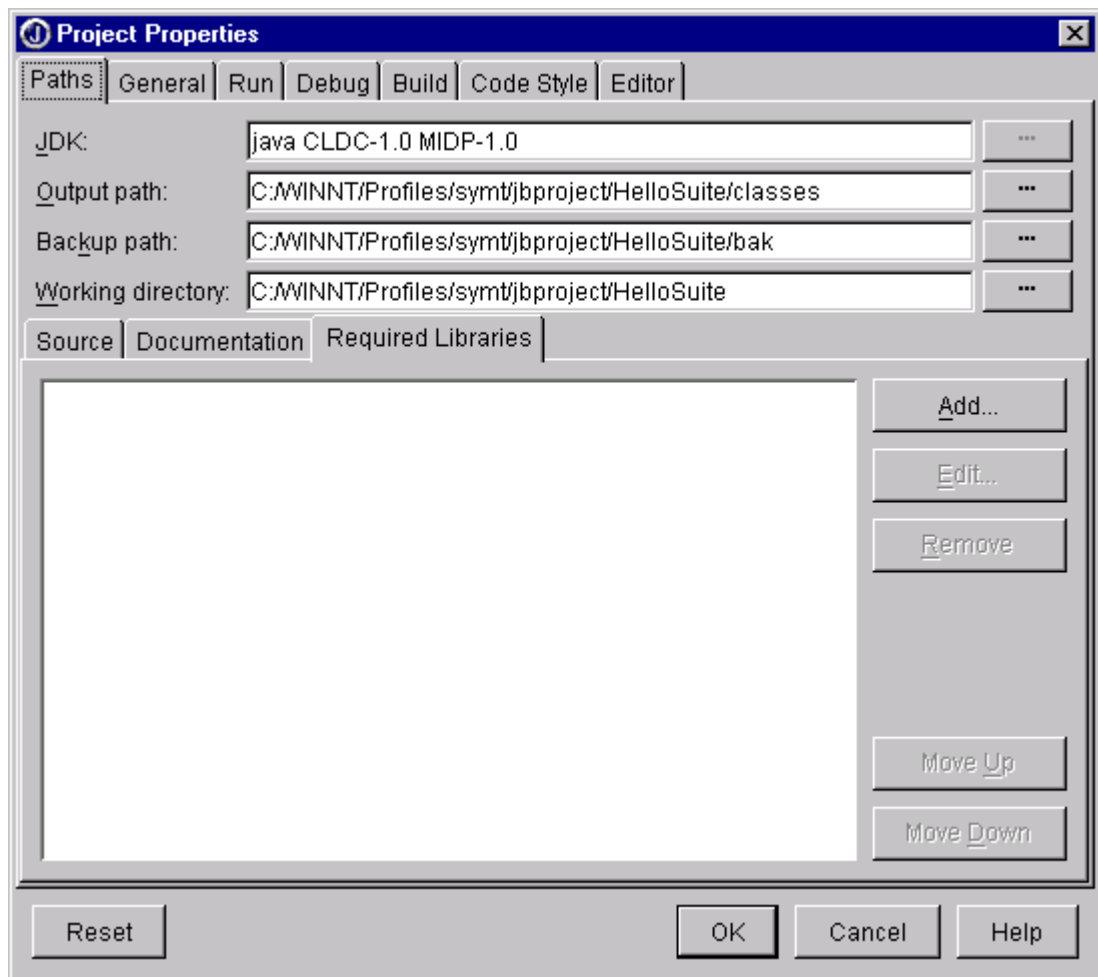 Project Properties
Paths General Run Debug Build Code Style Editor
JDK: java CLDC-1.0 MIDP-1.0 ...
Output path: C:/WINNT/Profiles/symt/jbproject/HelloSuite/classes ...
Backup path: C:/WINNT/Profiles/symt/jbproject/HelloSuite/bak ...
Working directory: C:/WINNT/Profiles/symt/jbproject/HelloSuite ...
Source Documentation Required Libraries
Add...
Edit...
Remove
Move Up
Move Down
Reset OK Cancel Help